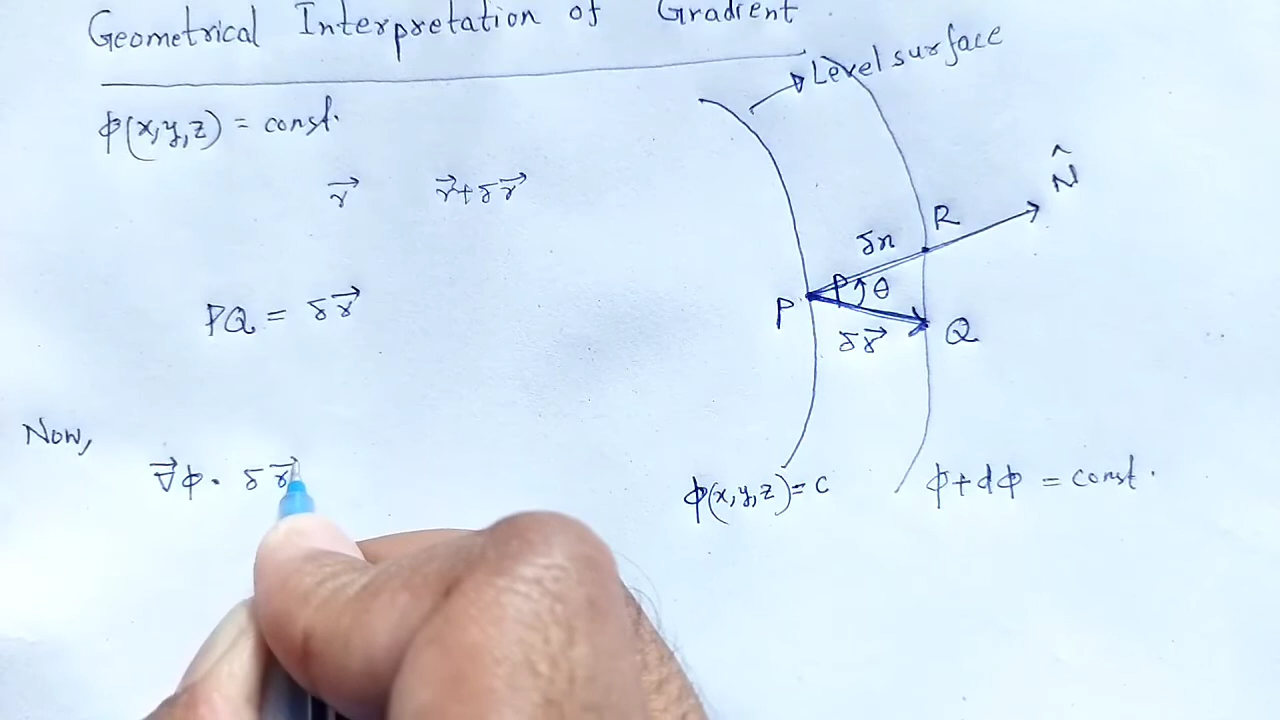 Geometrical Interpretation of Gradient
Level surface
ϕ(x,y,z) = const.
r⃗ r⃗+δr⃗
N̂
R
δn
θ
P
Q
δr⃗
PQ = δr⃗
Now,
∇⃗ϕ · δr⃗
ϕ(x,y,z)=c
ϕ+dϕ = const.